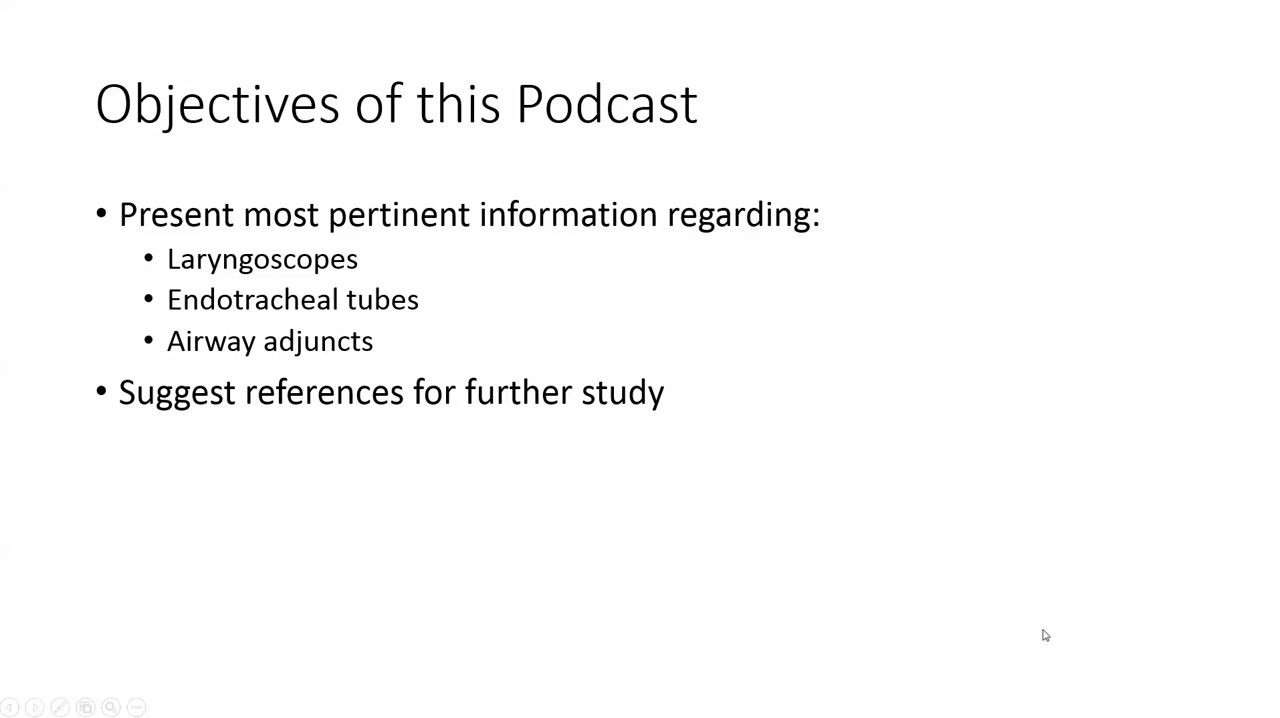 Objectives of this Podcast
• Present most pertinent information regarding:
• Laryngoscopes
• Endotracheal tubes
• Airway adjuncts
• Suggest references for further study